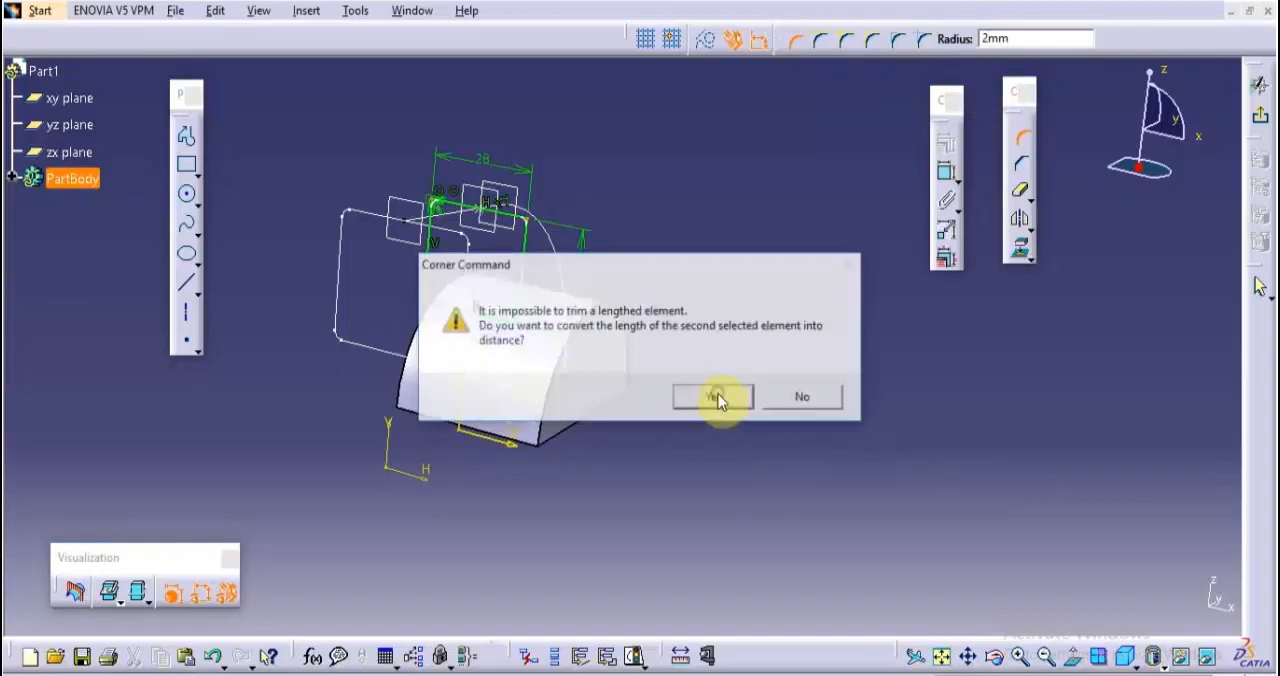 Start ENOVIA V5 VPM File Edit View Insert Tools Window Help
Radius: 2mm
Part1
xy plane
yz plane
zx plane
PartBody
P
C
C
z
y
x
28
H
V
Corner Command
It is impossible to trim a lengthed element.
Do you want to convert the length of the second selected element into
distance?
No
V
H
Visualization
z
y
x
f(x)
CATIA